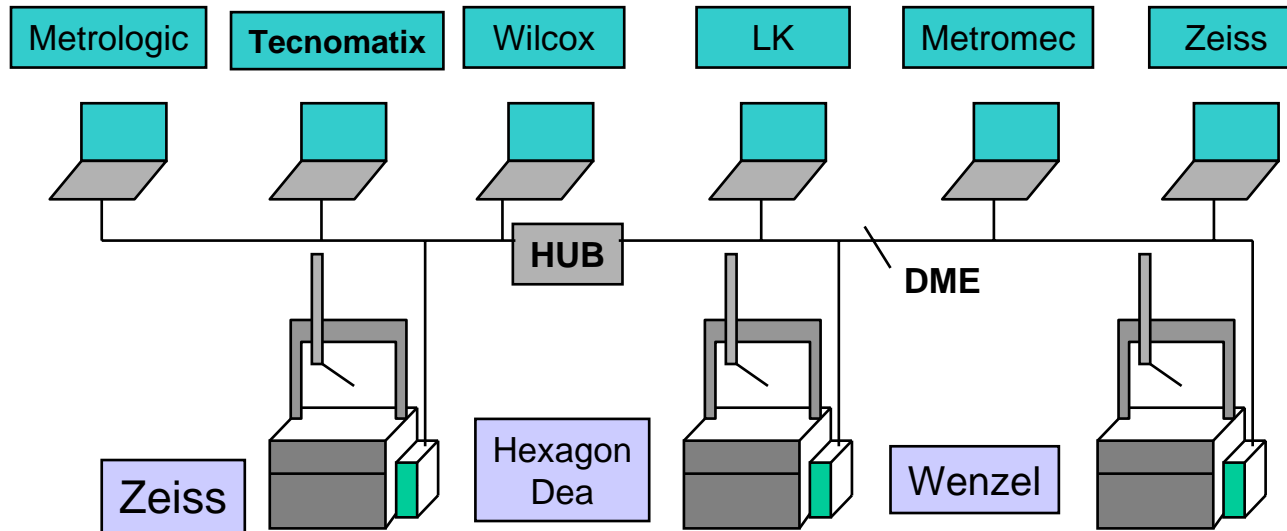 Metrologic
Tecnomatix
Wilcox
LK
Metromec
Zeiss
HUB
DME
Zeiss
Hexagon
Dea
Wenzel